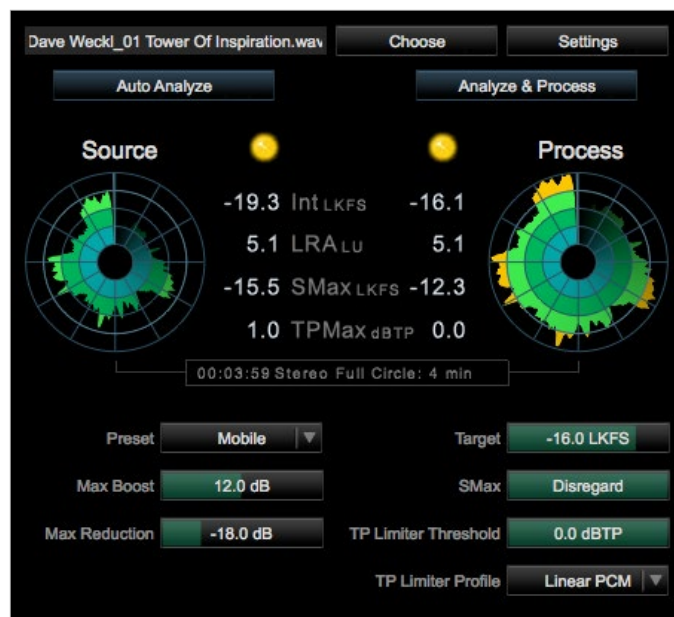 Dave Weckl_01 Tower Of Inspiration.wav Choose Settings
Auto Analyze Analyze & Process
Source Process
-19.3 Int LKFS -16.1
5.1 LRA LU 5.1
-15.5 SMax LKFS -12.3
1.0 TPMax dBTP 0.0
00:03:59 Stereo Full Circle: 4 min
Preset Mobile Target -16.0 LKFS
Max Boost 12.0 dB SMax Disregard
Max Reduction -18.0 dB TP Limiter Threshold 0.0 dBTP
TP Limiter Profile Linear PCM